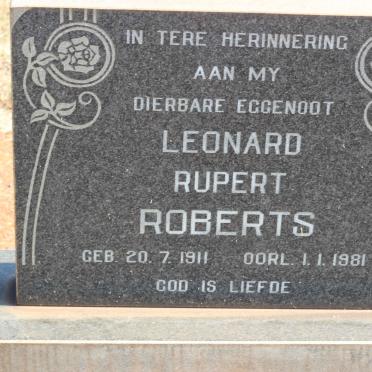 IN TERE HERINNERING
AAN MY
DIERBARE EGGENOOT
LEONARD
RUPERT
ROBERTS
GEB. 20. 7. 1911 OORL. 1. 1. 1981
GOD IS LIEFDE